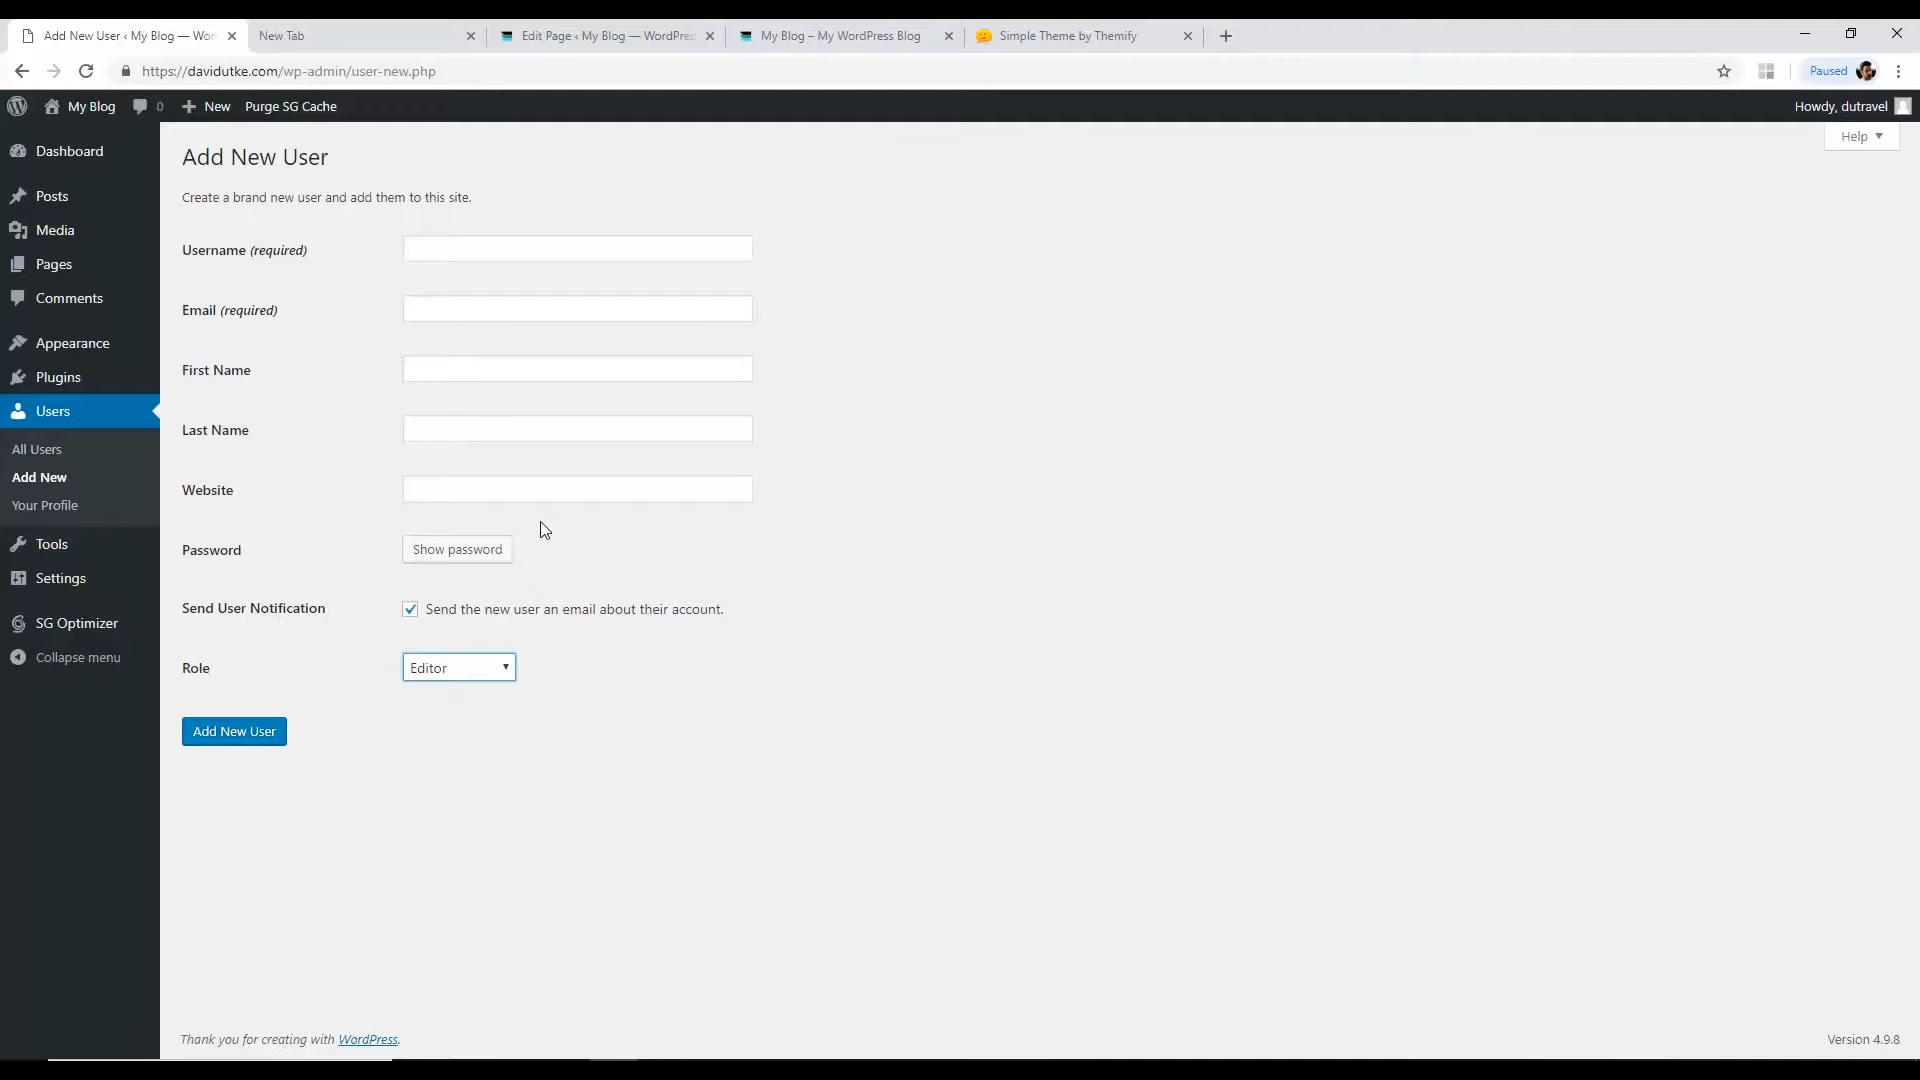 Add New User ‹ My Blog — Wor
New Tab
Edit Page ‹ My Blog — WordPres
My Blog – My WordPress Blog
Simple Theme by Themify
https://davidutke.com/wp-admin/user-new.php
Paused
My Blog
0
New
Purge SG Cache
Howdy, dutravel
Help
Dashboard
Posts
Media
Pages
Comments
Appearance
Plugins
Users
All Users
Add New
Your Profile
Tools
Settings
SG Optimizer
Collapse menu
Add New User
Create a brand new user and add them to this site.
Username (required)
Email (required)
First Name
Last Name
Website
Password
Show password
Send User Notification
Send the new user an email about their account.
Role
Editor
Add New User
Thank you for creating with WordPress.
Version 4.9.8